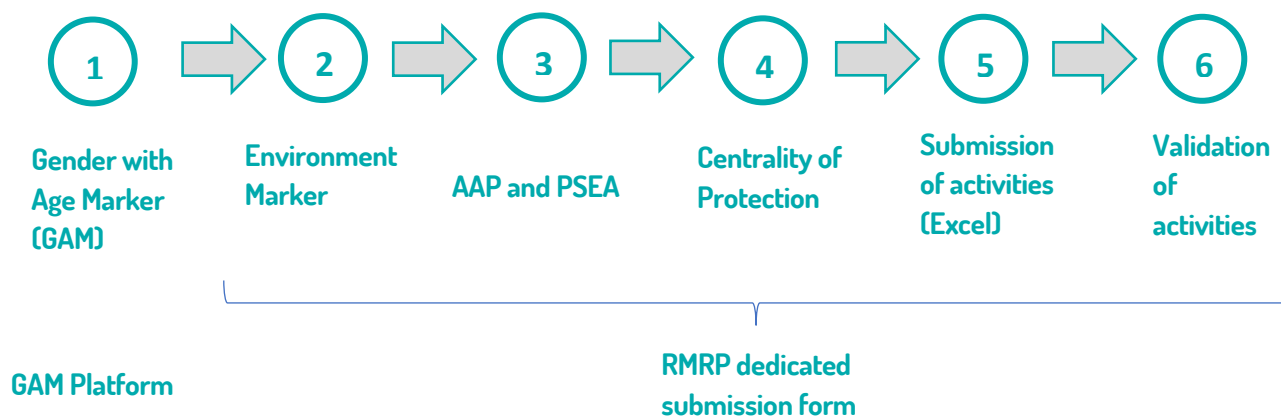 1
2
3
4
5
6
Gender with
Age Marker
(GAM)
Environment
Marker
AAP and PSEA
Centrality of
Protection
Submission
of activities
(Excel)
Validation
of
activities
GAM Platform
RMRP dedicated
submission form